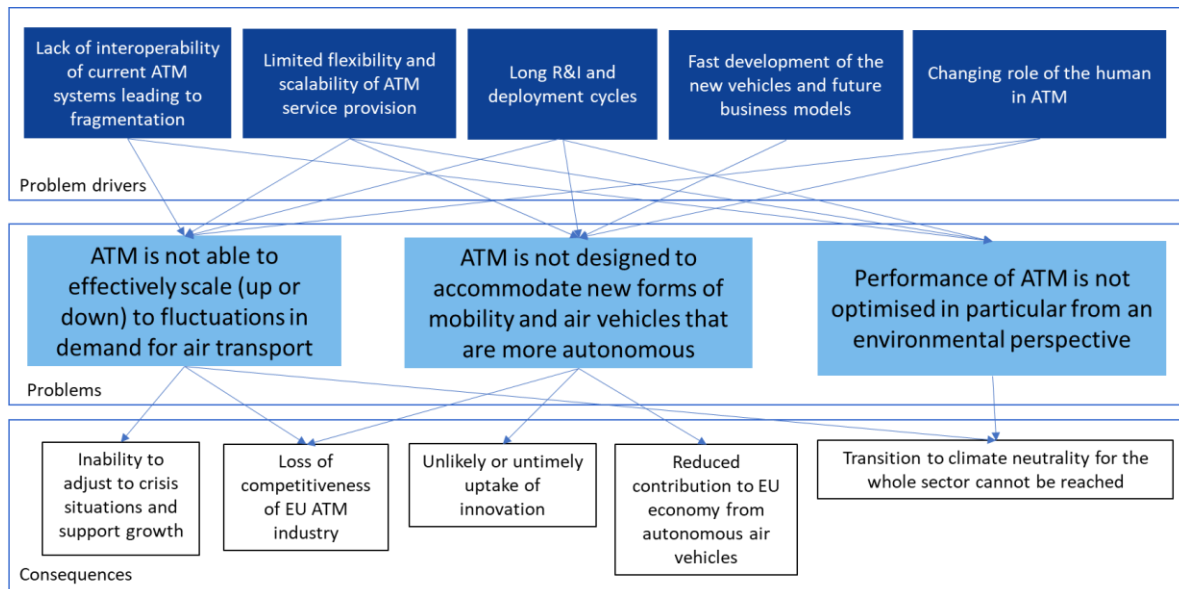 Lack of interoperability
of current ATM
systems leading to
fragmentation
Limited flexibility and
scalability of ATM
service provision
Long R&I and
deployment cycles
Fast development of the
new vehicles and future
business models
Changing role of the human
in ATM
Problem drivers
ATM is not able to
effectively scale (up or
down) to fluctuations in
demand for air transport
ATM is not designed to
accommodate new forms of
mobility and air vehicles that
are more autonomous
Performance of ATM is not
optimised in particular from an
environmental perspective
Problems
Inability to
adjust to crisis
situations and
support growth
Loss of
competitiveness
of EU ATM
industry
Unlikely or untimely
uptake of
innovation
Reduced
contribution to EU
economy from
autonomous air
vehicles
Transition to climate neutrality for the
whole sector cannot be reached
Consequences